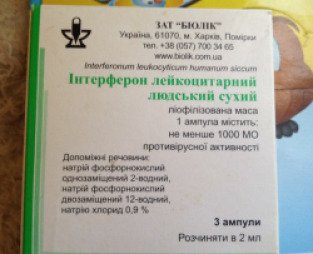 ЗАТ "БІОЛІК"
Україна, 61070, м. Харків, Помірки
тел. +38 (057) 700 34 65
www.biolik.com.ua
Interferonum leukocyticum humanum siccum
Інтерферон лейкоцитарний
людський сухий
ліофілізована маса
1 ампула містить:
не менше 1000 МО
противірусної активності
Допоміжні речовини:
натрій фосфорнокислий
однозаміщений 2-водний,
натрій фосфорнокислий
двозаміщений 12-водний,
натрію хлорид 0,9 %
3 ампули
Розчиняти в 2 мл